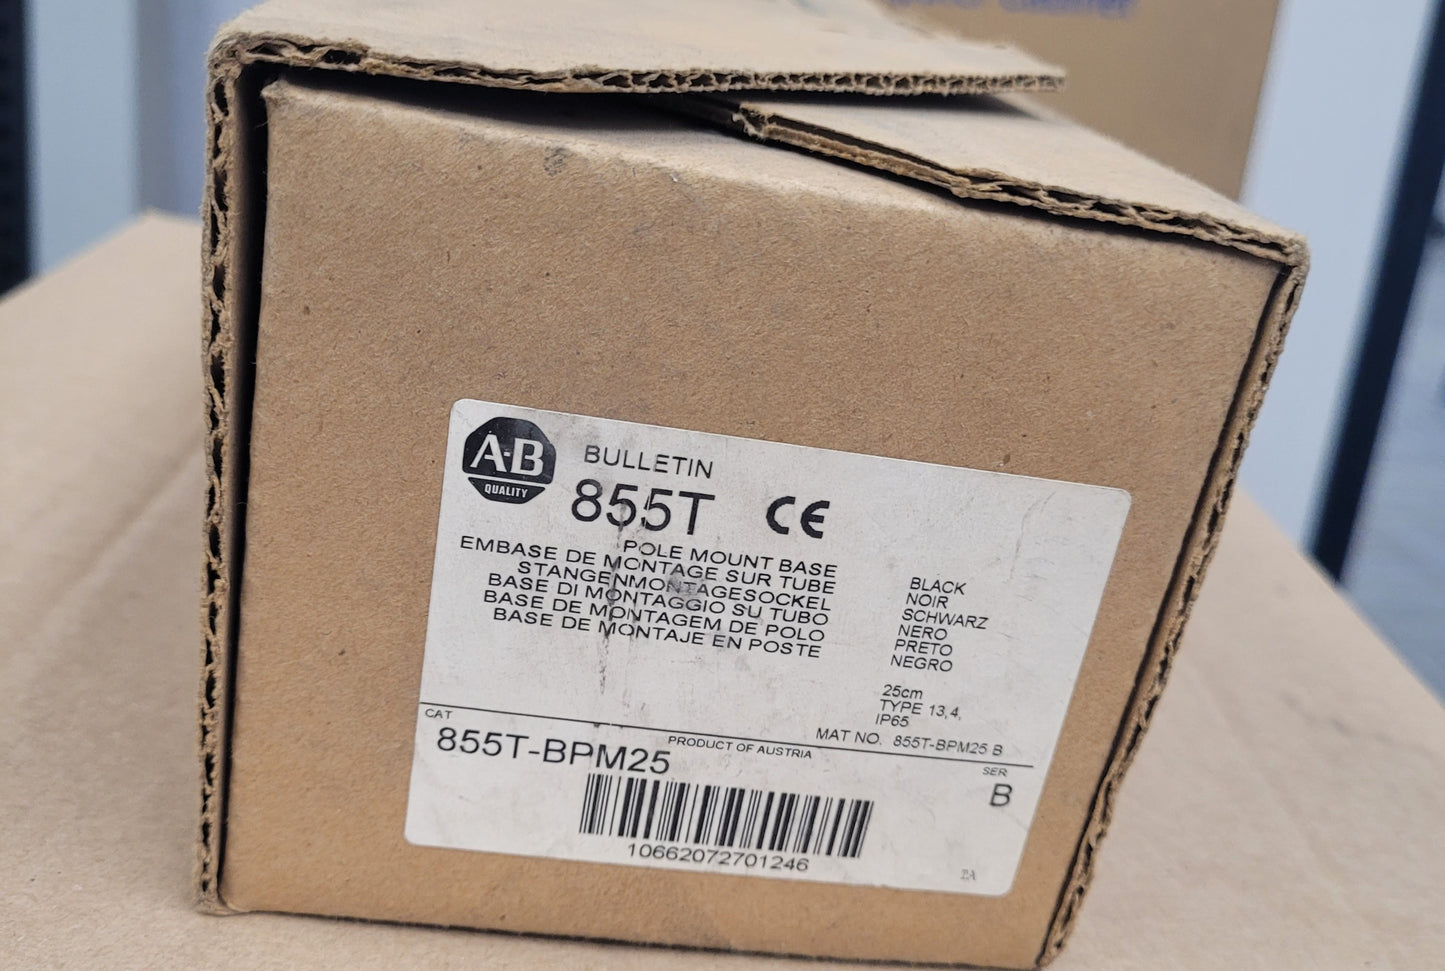 A-B
QUALITY
BULLETIN
855T CE
POLE MOUNT BASE
EMBASE DE MONTAGE SUR TUBE
STANGENMONTAGESOCKEL
BASE DI MONTAGGIO SU TUBO
BASE DE MONTAGEM DE POLO
BASE DE MONTAJE EN POSTE
BLACK
NOIR
SCHWARZ
NERO
PRETO
NEGRO
25cm
TYPE 13,4,
IP65
MAT NO. 855T-BPM25 B
CAT
855T-BPM25
PRODUCT OF AUSTRIA
SER
B
10662072701246